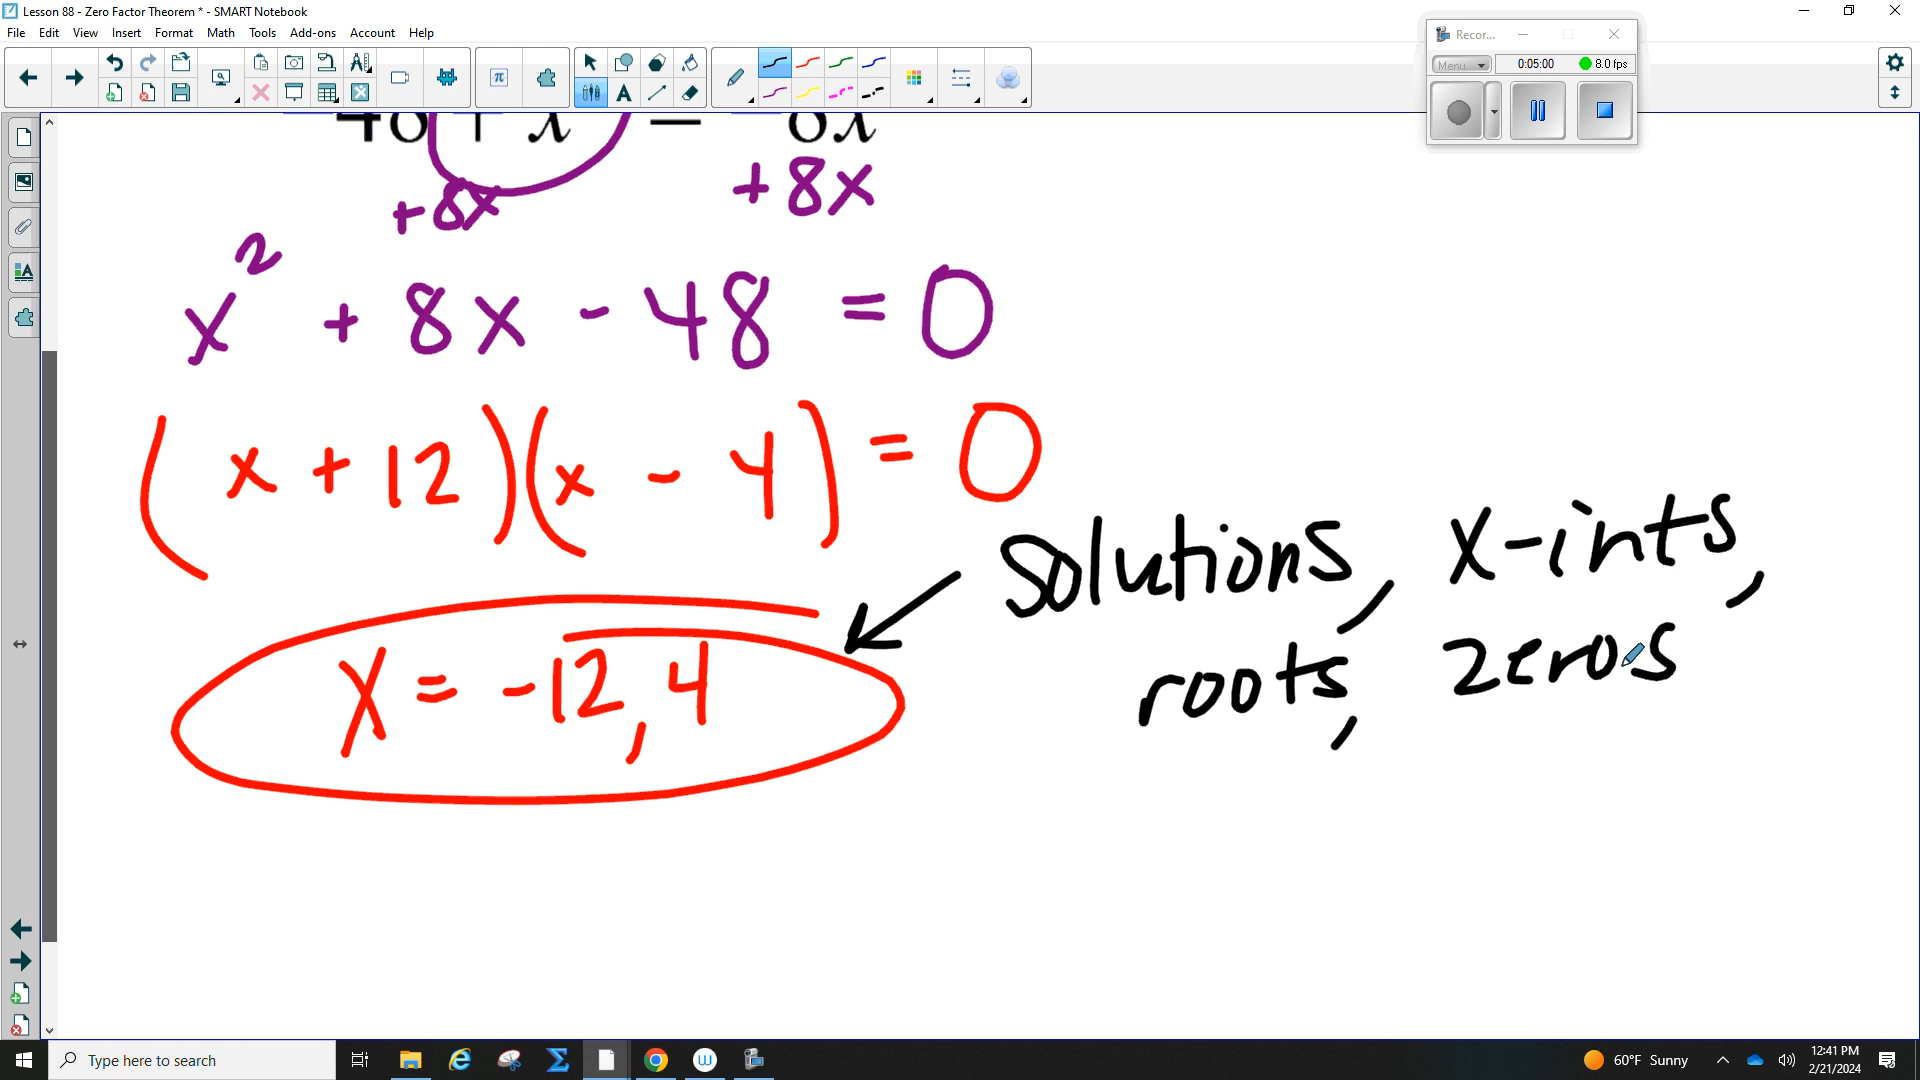 Lesson 88 - Zero Factor Theorem * - SMART Notebook
File Edit View Insert Format Math Tools Add-ons Account Help
Recor...
Menu 0:05:00 8.0 fps
+8x +8x
x² + 8x - 48 = 0
(x + 12)(x - 4) = 0
solutions, x-ints,
roots, zeros
x = -12, 4
Type here to search
60°F Sunny
12:41 PM
2/21/2024